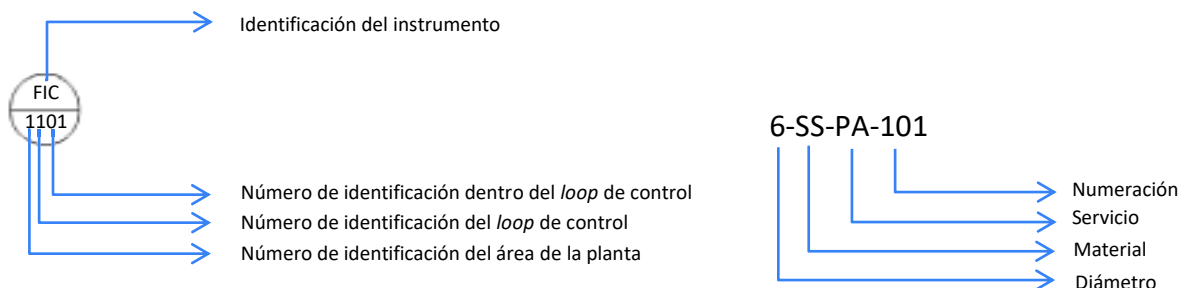 Identificación del instrumento
FIC
1101
Número de identificación dentro del loop de control
Número de identificación del loop de control
Número de identificación del área de la planta
6-SS-PA-101
Numeración
Servicio
Material
Diámetro